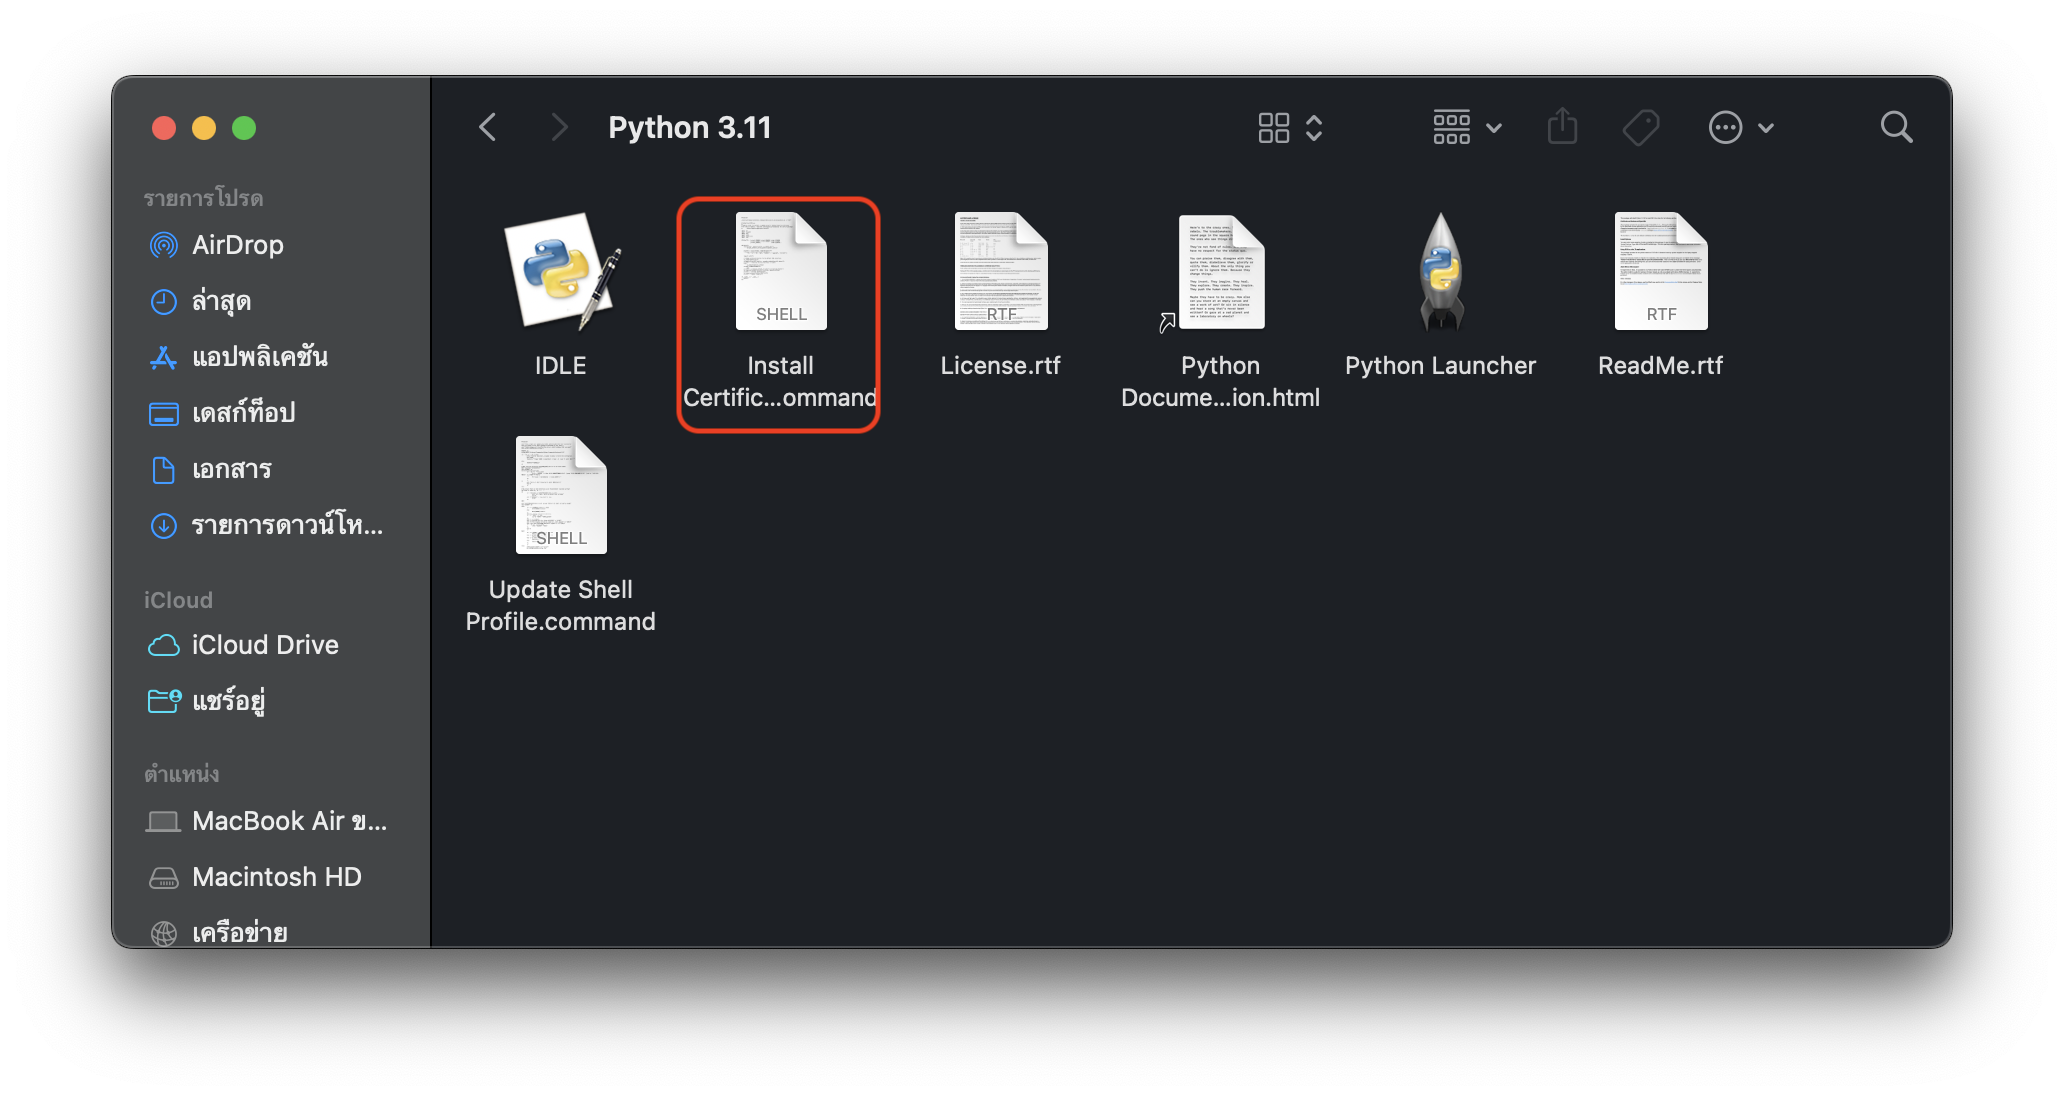 Python 3.11
รายการโปรด
AirDrop
ล่าสุด
แอปพลิเคชัน
เดสก์ท็อป
เอกสาร
รายการดาวน์โห...
iCloud
iCloud Drive
แชร์อยู่
ตำแหน่ง
MacBook Air ข...
Macintosh HD
เครือข่าย
IDLE
SHELL
Install
Certific...ommand
RTF
License.rtf
Python
Docume...ion.html
Python Launcher
RTF
ReadMe.rtf
SHELL
Update Shell
Profile.command